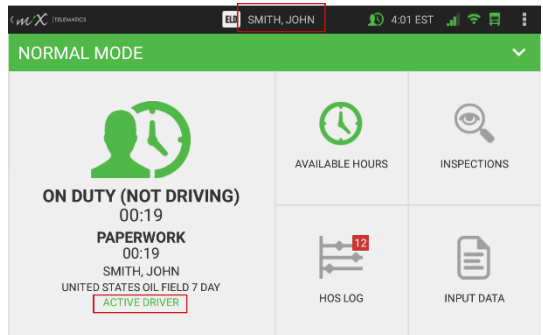 mX TELEMATICS
ELD SMITH, JOHN
4:01 EST
NORMAL MODE
ON DUTY (NOT DRIVING)
00:19
PAPERWORK
00:19
SMITH, JOHN
UNITED STATES OIL FIELD 7 DAY
ACTIVE DRIVER
AVAILABLE HOURS
INSPECTIONS
12
HOS LOG
INPUT DATA